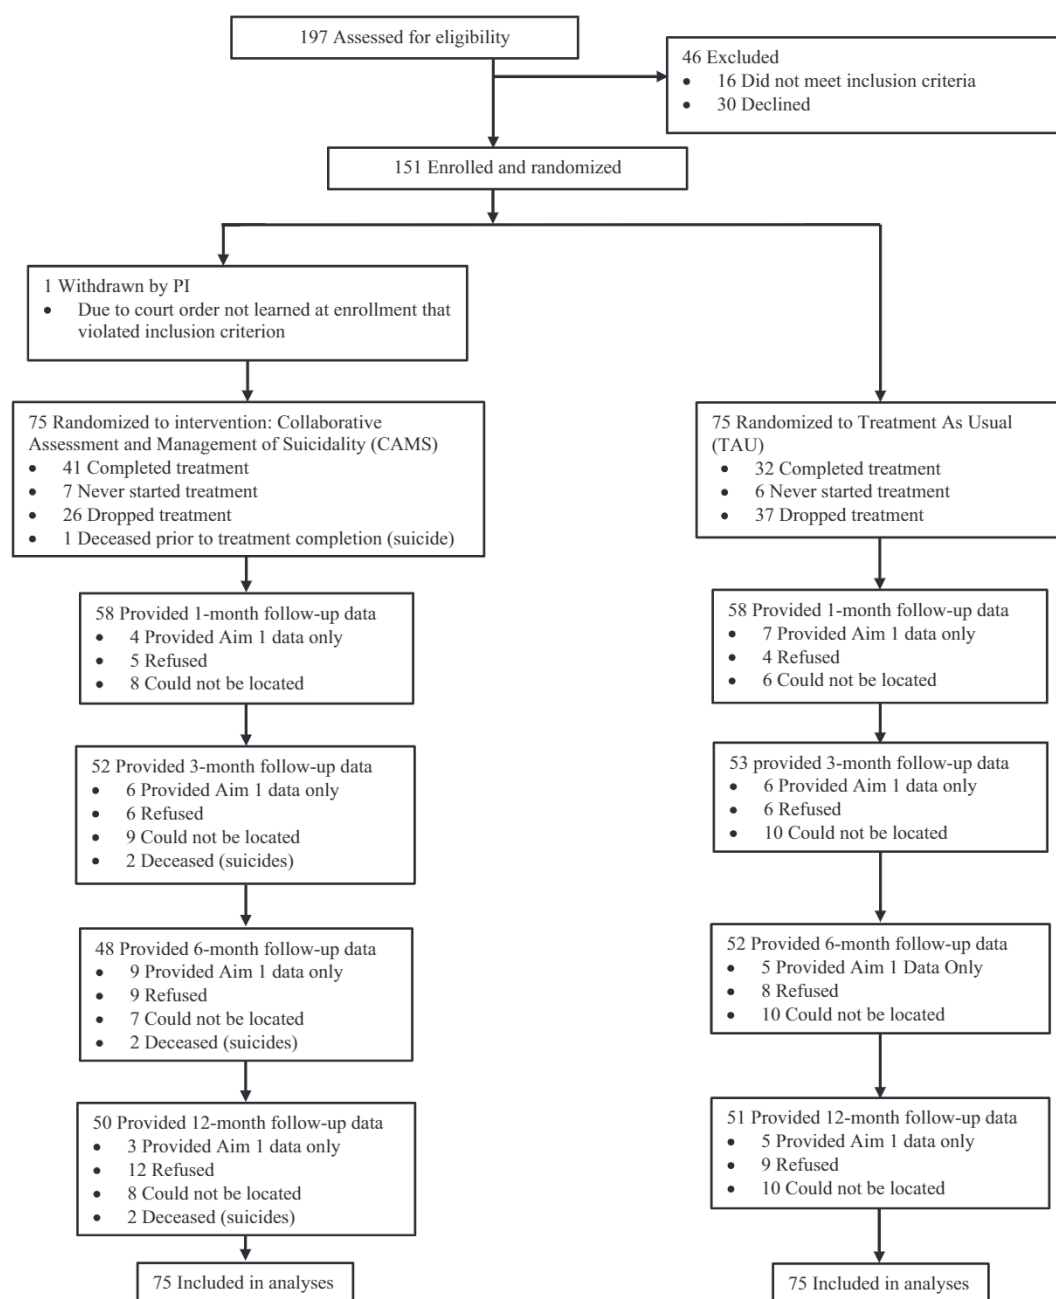 197 Assessed for eligibility
46 Excluded
• 16 Did not meet inclusion criteria
• 30 Declined
151 Enrolled and randomized
1 Withdrawn by PI
• Due to court order not learned at enrollment that
violated inclusion criterion
75 Randomized to intervention: Collaborative
Assessment and Management of Suicidality (CAMS)
• 41 Completed treatment
• 7 Never started treatment
• 26 Dropped treatment
• 1 Deceased prior to treatment completion (suicide)
75 Randomized to Treatment As Usual
(TAU)
• 32 Completed treatment
• 6 Never started treatment
• 37 Dropped treatment
58 Provided 1-month follow-up data
• 4 Provided Aim 1 data only
• 5 Refused
• 8 Could not be located
58 Provided 1-month follow-up data
• 7 Provided Aim 1 data only
• 4 Refused
• 6 Could not be located
52 Provided 3-month follow-up data
• 6 Provided Aim 1 data only
• 6 Refused
• 9 Could not be located
• 2 Deceased (suicides)
53 provided 3-month follow-up data
• 6 Provided Aim 1 data only
• 6 Refused
• 10 Could not be located
48 Provided 6-month follow-up data
• 9 Provided Aim 1 data only
• 9 Refused
• 7 Could not be located
• 2 Deceased (suicides)
52 Provided 6-month follow-up data
• 5 Provided Aim 1 Data Only
• 8 Refused
• 10 Could not be located
50 Provided 12-month follow-up data
• 3 Provided Aim 1 data only
• 12 Refused
• 8 Could not be located
• 2 Deceased (suicides)
51 Provided 12-month follow-up data
• 5 Provided Aim 1 data only
• 9 Refused
• 10 Could not be located
75 Included in analyses
75 Included in analyses